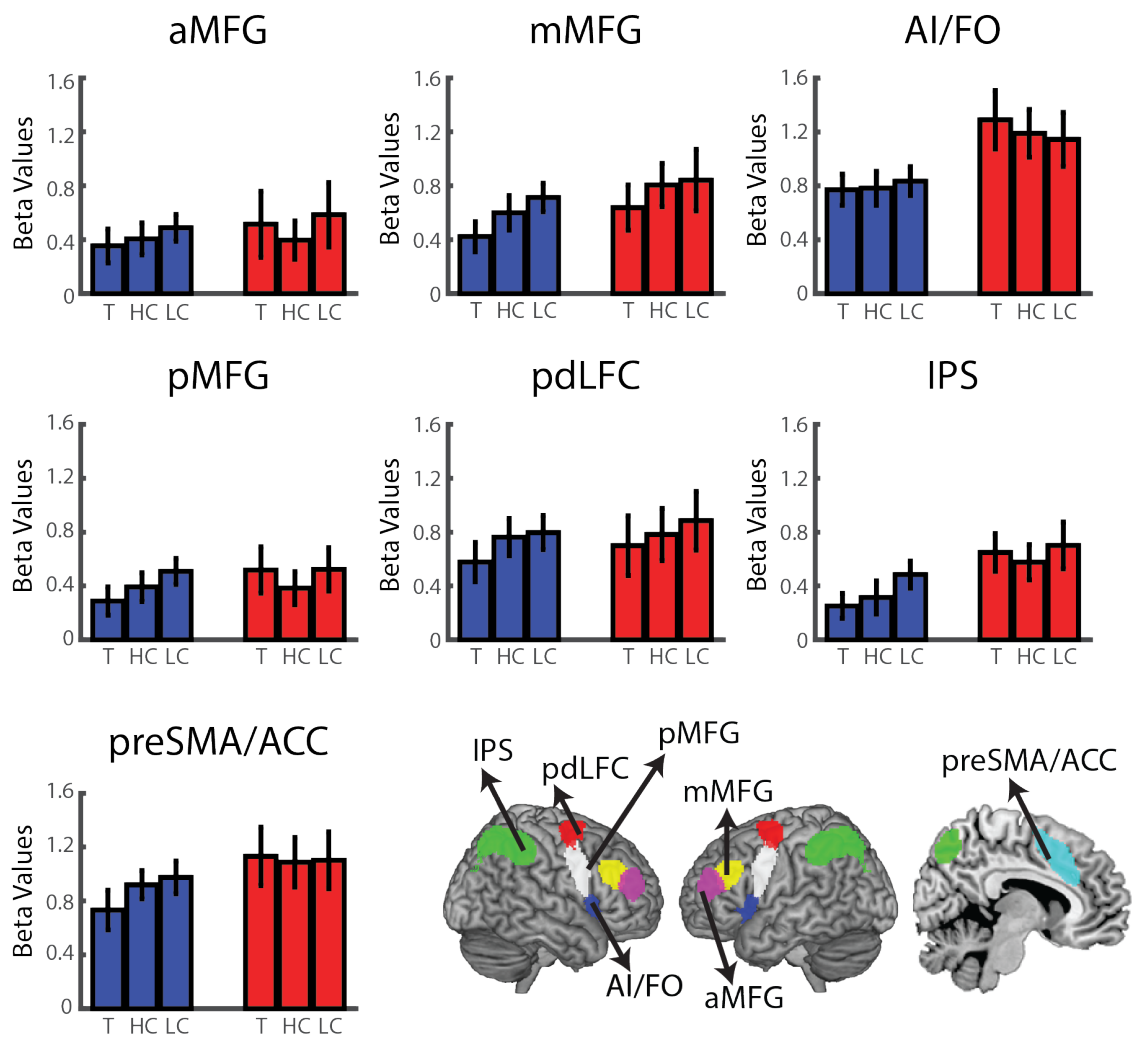 aMFG
mMFG
AI/FO
1.6
1.2
0.8
0.4
0
Beta Values
T HC LC T HC LC
1.6
1.2
0.8
0.4
0
Beta Values
T HC LC T HC LC
1.6
1.2
0.8
0.4
0
Beta Values
T HC LC T HC LC
pMFG
pdLFC
IPS
1.6
1.2
0.8
0.4
0
Beta Values
T HC LC T HC LC
1.6
1.2
0.8
0.4
0
Beta Values
T HC LC T HC LC
1.6
1.2
0.8
0.4
0
Beta Values
T HC LC T HC LC
preSMA/ACC
1.6
1.2
0.8
0.4
0
Beta Values
T HC LC T HC LC
IPS
pdLFC
pMFG
mMFG
preSMA/ACC
AI/FO
aMFG